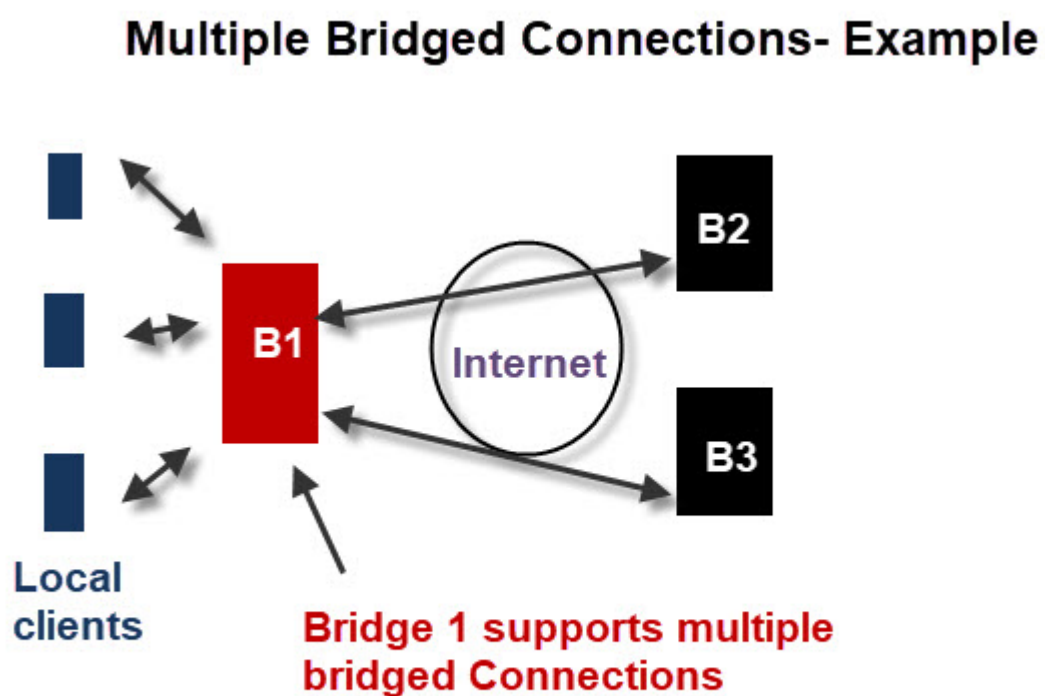 Multiple Bridged Connections- Example
B2
B1
Internet
B3
Local
clients
Bridge 1 supports multiple
bridged Connections